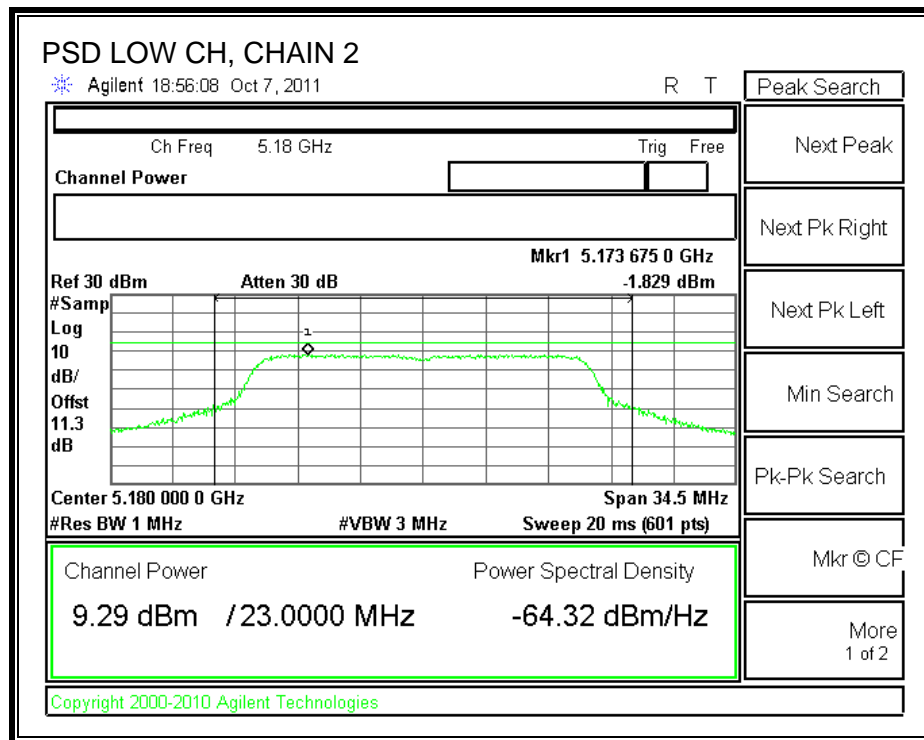 PSD LOW CH, CHAIN 2
Agilent 18:56:08 Oct 7, 2011 R T
Peak Search
Ch Freq 5.18 GHz Trig Free
Next Peak
Channel Power
Next Pk Right
Mkr1 5.173 675 0 GHz
Ref 30 dBm Atten 30 dB -1.829 dBm
#Samp
Log
10
dB/
Offst
11.3
dB
1
Next Pk Left
Min Search
Pk-Pk Search
Center 5.180 000 0 GHz Span 34.5 MHz
#Res BW 1 MHz #VBW 3 MHz Sweep 20 ms (601 pts)
Mkr © CF
Channel Power Power Spectral Density
9.29 dBm / 23.0000 MHz -64.32 dBm/Hz
More
1 of 2
Copyright 2000-2010 Agilent Technologies